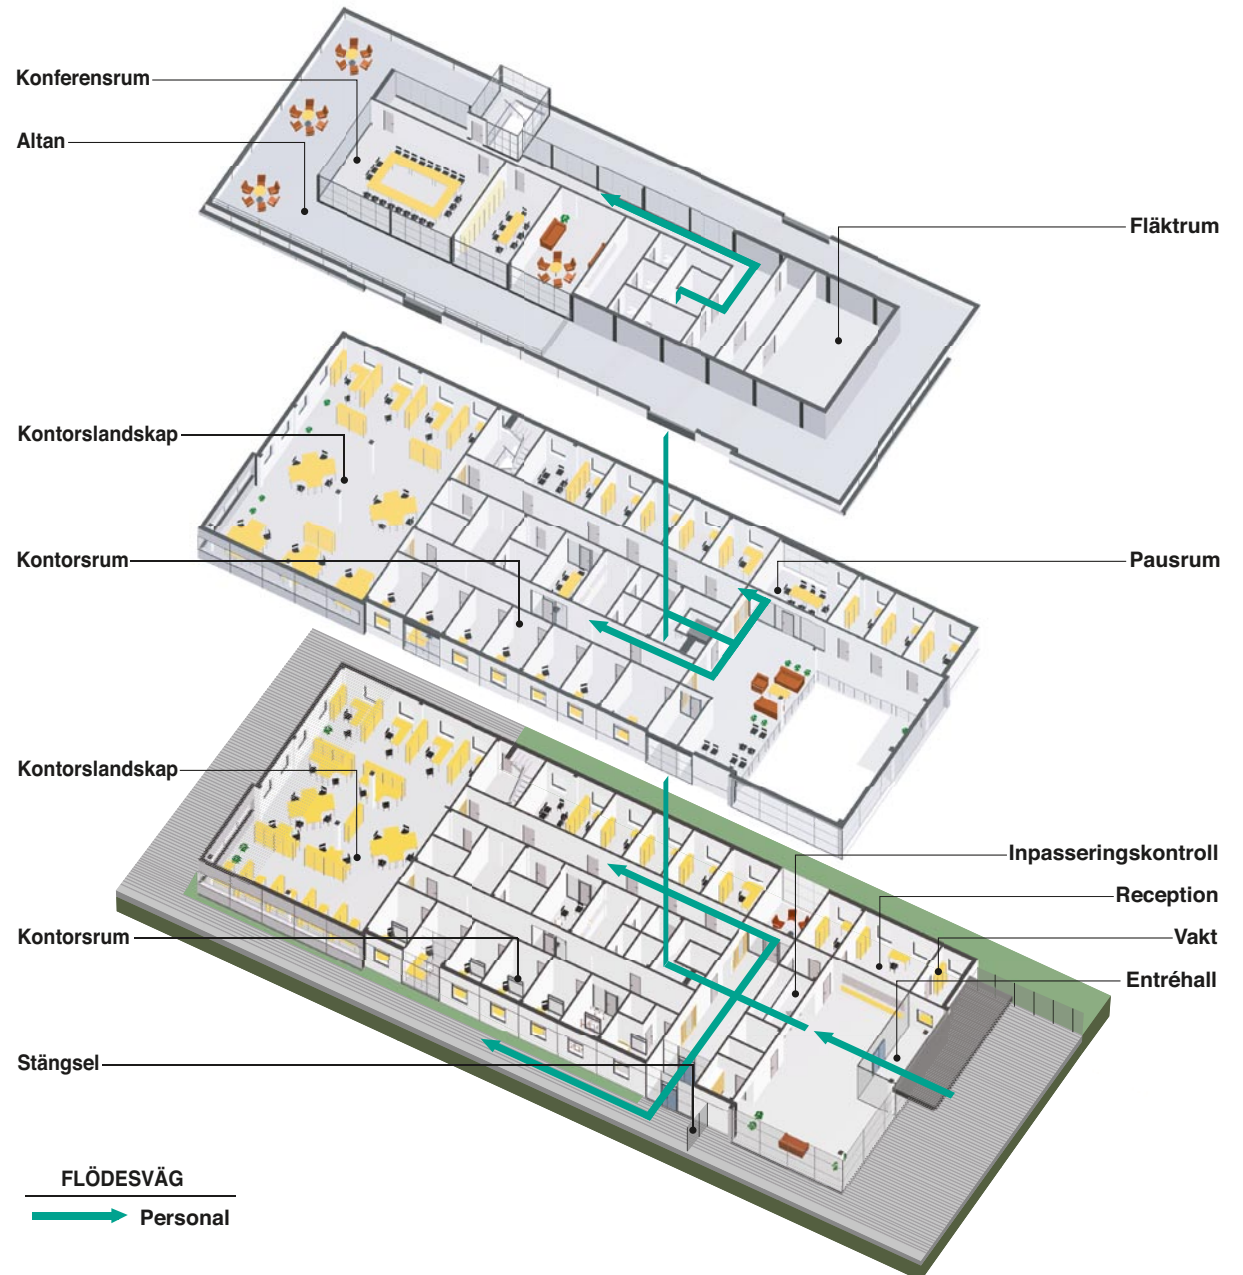 Konferensrum
Altan
Fläktrum
Kontorslandskap
Kontorsrum
Pausrum
Kontorslandskap
Inpasseringskontroll
Reception
Vakt
Kontorsrum
Entréhall
Stängsel
FLÖDESVÄG
Personal